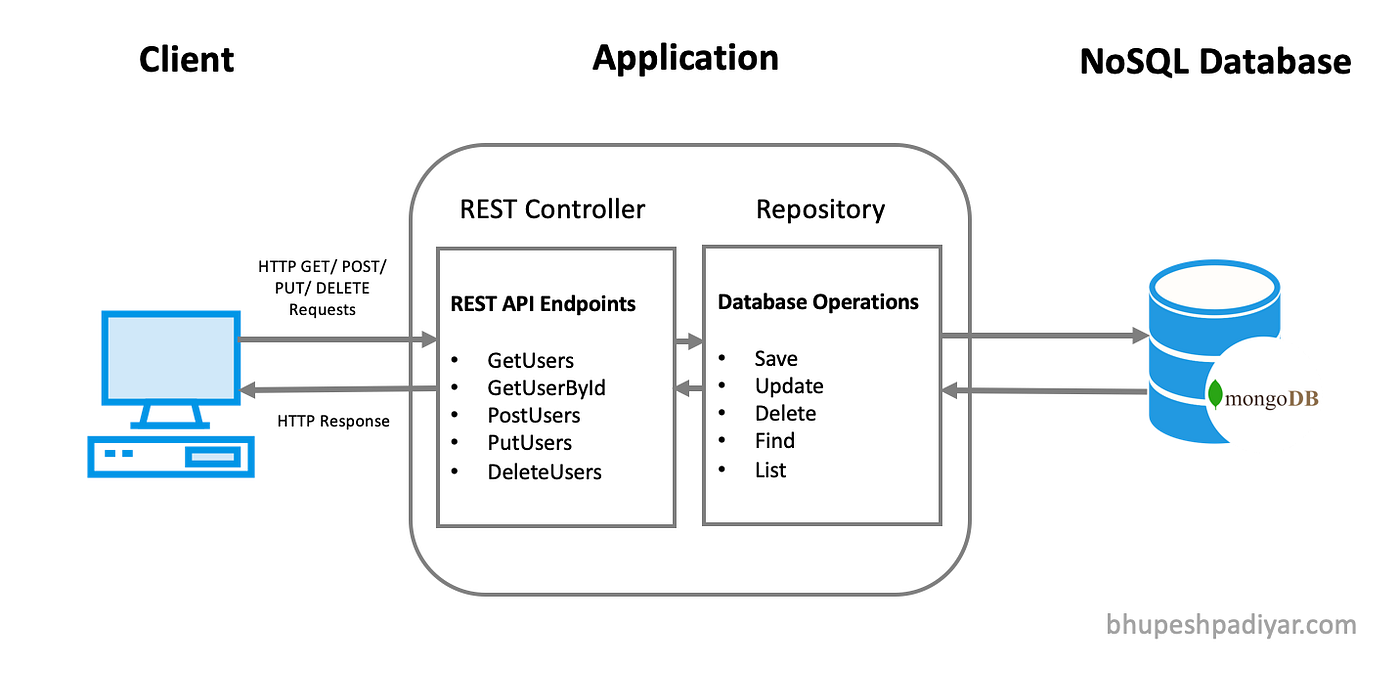 Client
Application
NoSQL Database
REST Controller
Repository
HTTP GET/ POST/
PUT/ DELETE
Requests
HTTP Response
REST API Endpoints
• GetUsers
• GetUserById
• PostUsers
• PutUsers
• DeleteUsers
Database Operations
• Save
• Update
• Delete
• Find
• List
mongoDB
bhupeshpadiyar.com